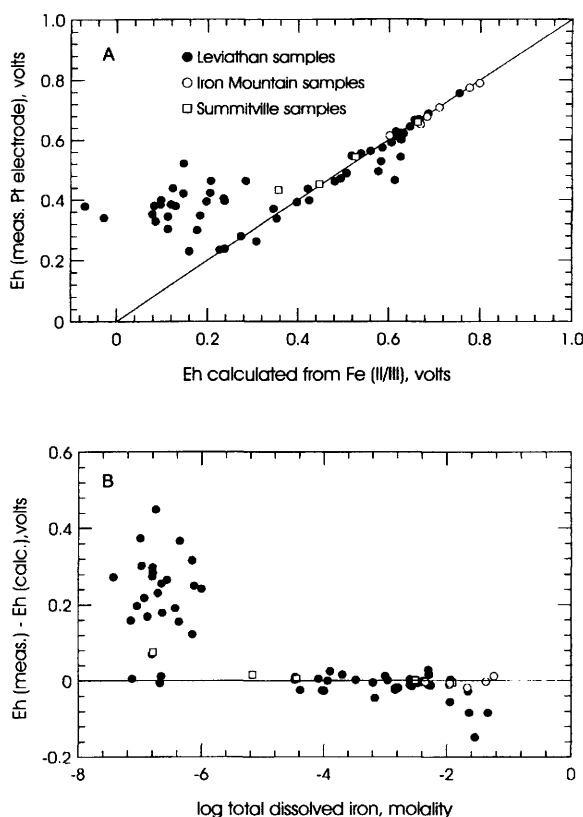 A
Leviathan samples
Iron Mountain samples
Summitville samples
Eh (meas. Pt electrode), volts
1.0
0.8
0.6
0.4
0.2
0
0
0.2
0.4
0.6
0.8
1.0
Eh calculated from Fe (II/III), volts
B
Eh (meas.) - Eh (calc.),volts
0.6
0.4
0.2
0
-0.2
-8
-6
-4
-2
0
log total dissolved iron, molality